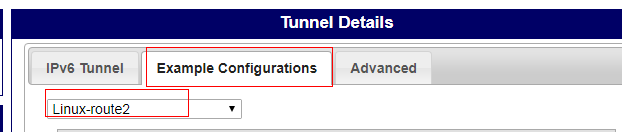 Tunnel Details
IPv6 Tunnel Example Configurations Advanced
Linux-route2